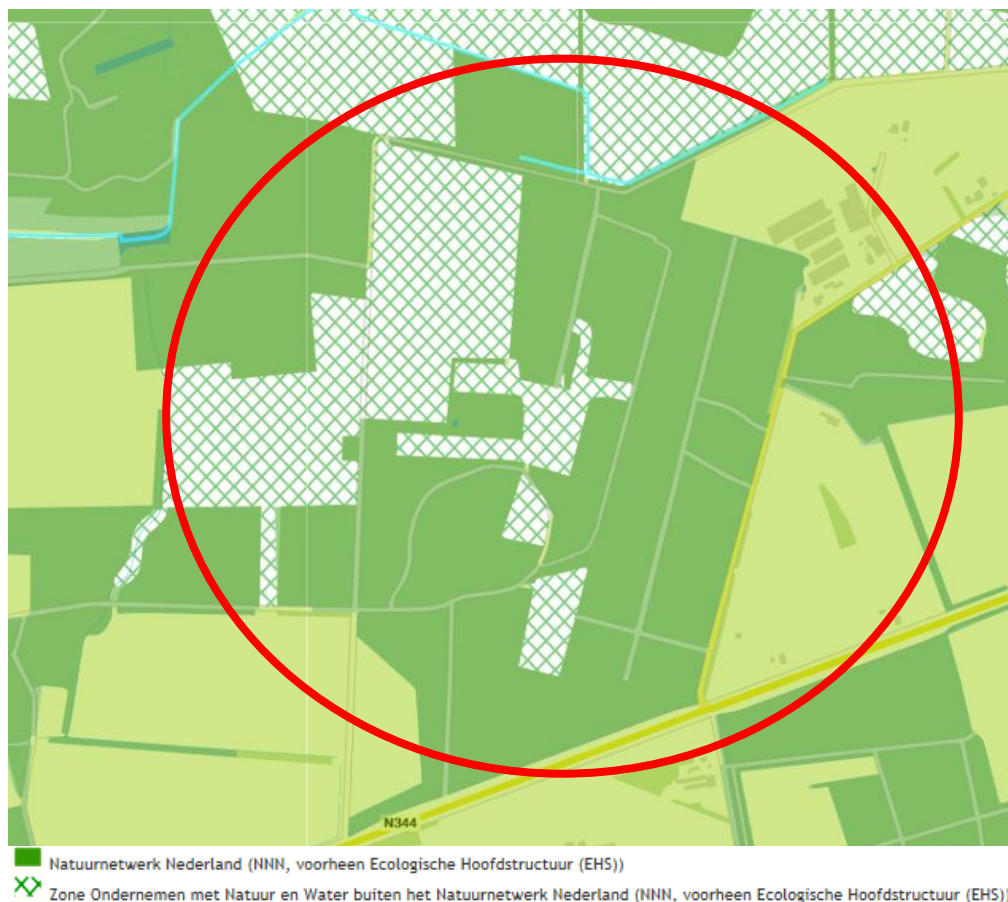 N344
Natuurnetwerk Nederland (NNN, voorheen Ecologische Hoofdstructuur (EHS))
Zone Ondernemen met Natuur en Water buiten het Natuurnetwerk Nederland (NNN, voorheen Ecologische Hoofdstructuur (EHS))